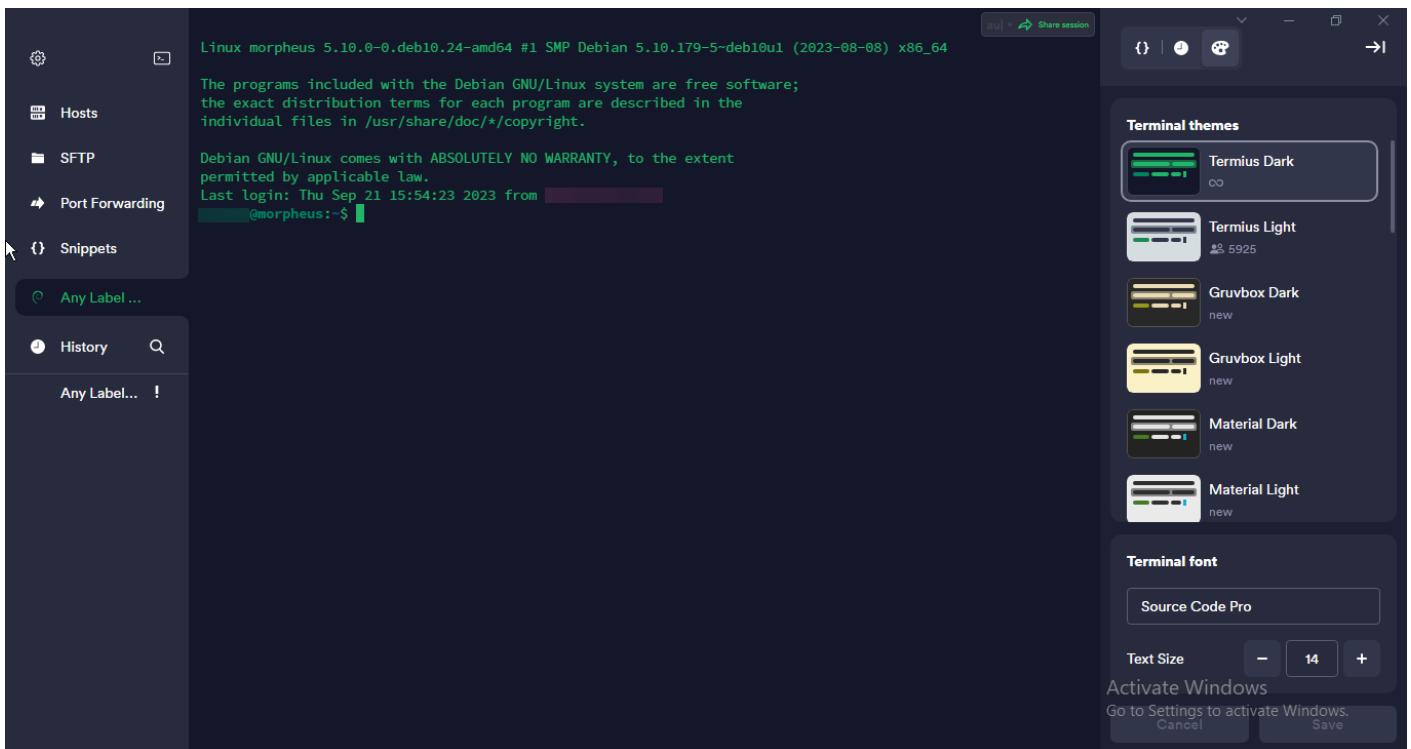 Share session
Hosts
SFTP
Port Forwarding
{} Snippets
Any Label ...
History
Any Label... !
Linux morpheus 5.10.0-0.deb10.24-amd64 #1 SMP Debian 5.10.179-5~deb10u1 (2023-08-08) x86_64
The programs included with the Debian GNU/Linux system are free software;
the exact distribution terms for each program are described in the
individual files in /usr/share/doc/*/copyright.
Debian GNU/Linux comes with ABSOLUTELY NO WARRANTY, to the extent
permitted by applicable law.
Last login: Thu Sep 21 15:54:23 2023 from
@morpheus:~$
{}
Terminal themes
Termius Dark
∞
Termius Light
5925
Gruvbox Dark
new
Gruvbox Light
new
Material Dark
new
Material Light
new
Terminal font
Source Code Pro
Text Size − 14 +
Activate Windows
Go to Settings to activate Windows.
Cancel Save